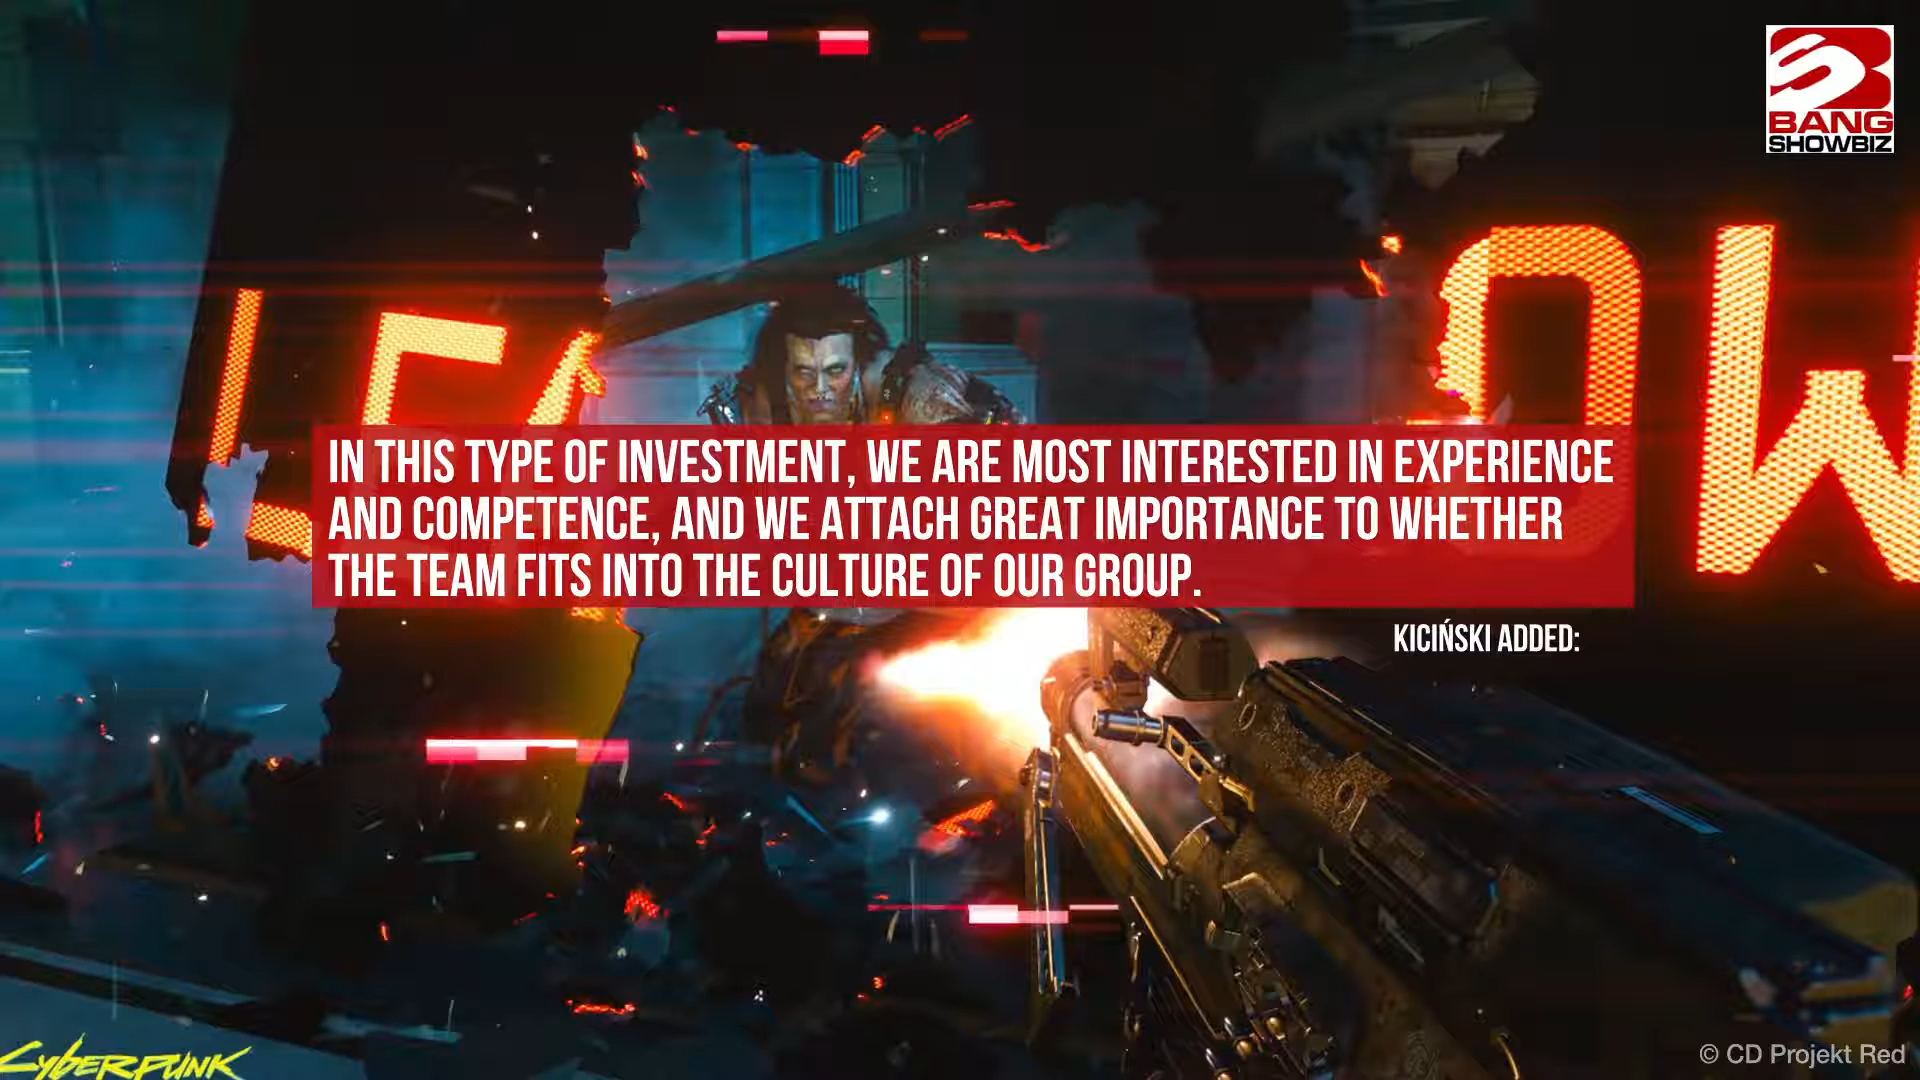 BANG
SHOWBIZ
IN THIS TYPE OF INVESTMENT, WE ARE MOST INTERESTED IN EXPERIENCE
AND COMPETENCE, AND WE ATTACH GREAT IMPORTANCE TO WHETHER
THE TEAM FITS INTO THE CULTURE OF OUR GROUP.
KICIŃSKI ADDED:
CYBERPUNK
© CD Projekt Red